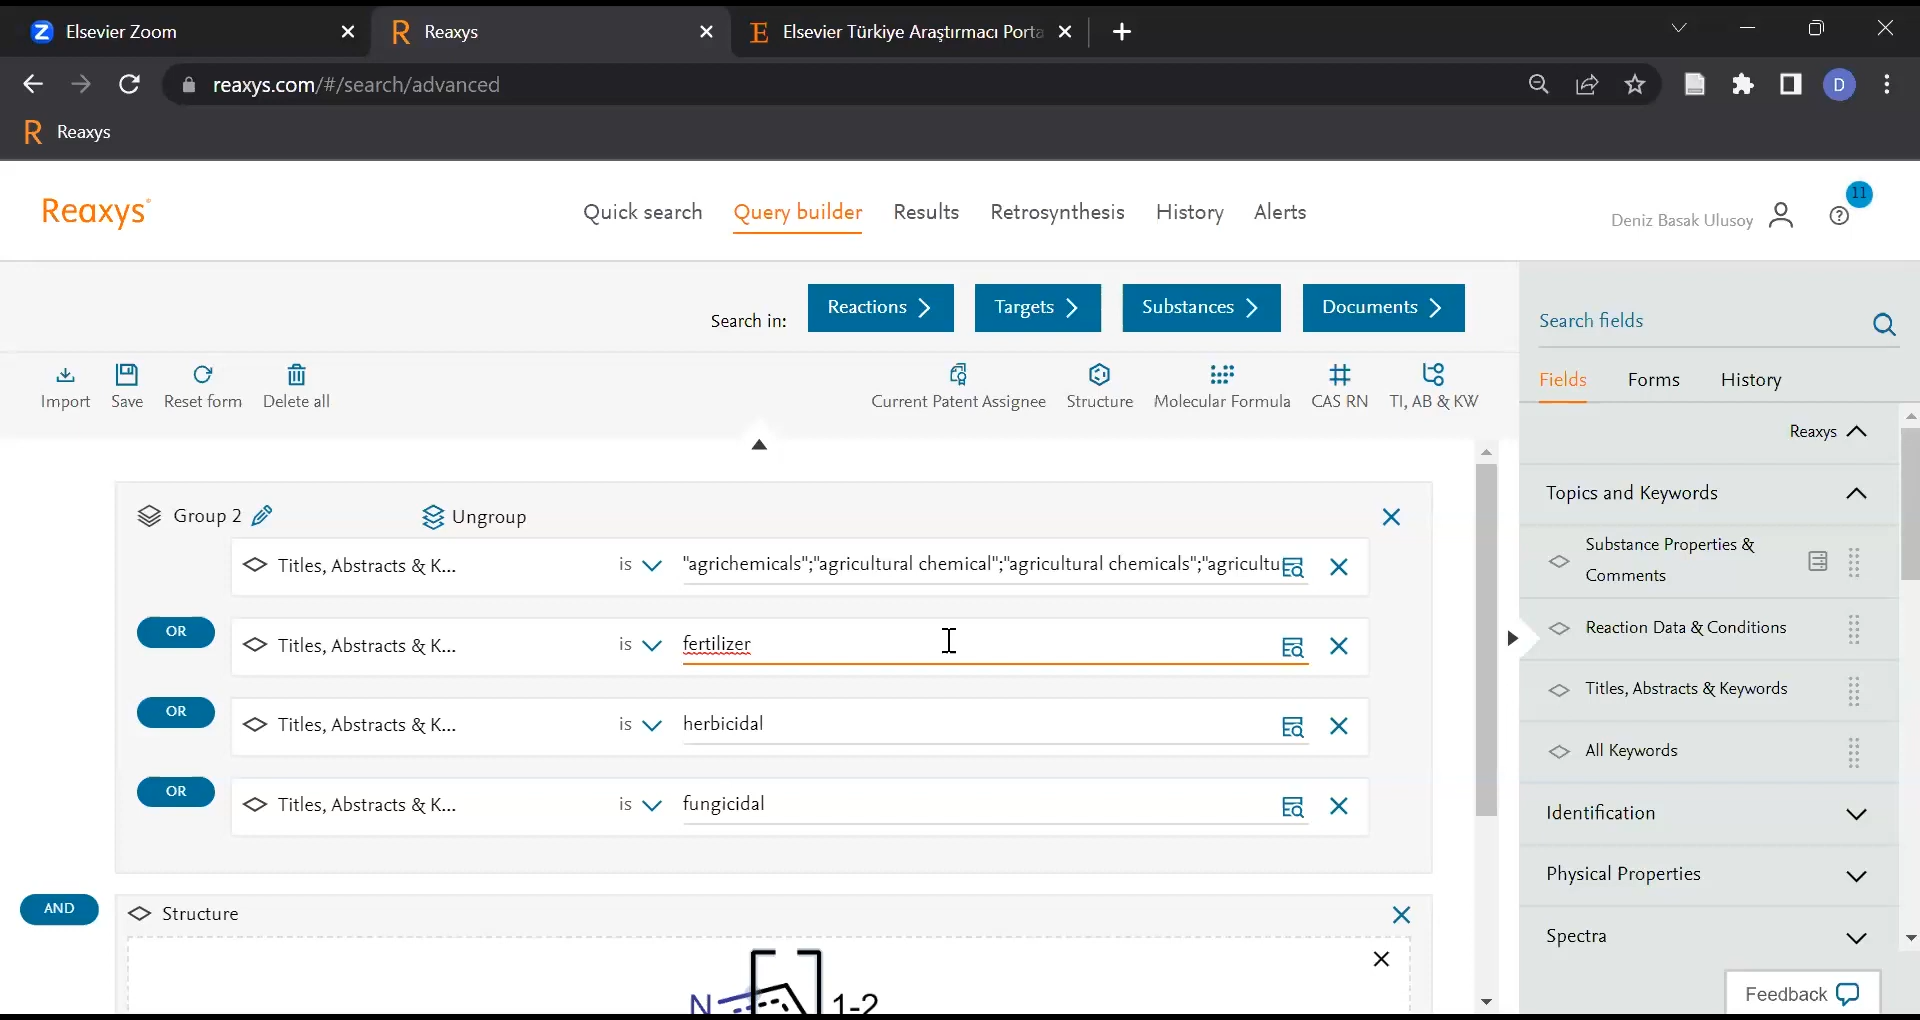 Elsevier Zoom
Reaxys
Elsevier Türkiye Araştırmacı Porta
reaxys.com/#/search/advanced
Reaxys
Reaxys
Quick search
Query builder
Results
Retrosynthesis
History
Alerts
Deniz Basak Ulusoy
11
Search in:
Reactions
Targets
Substances
Documents
Import
Save
Reset form
Delete all
Current Patent Assignee
Structure
Molecular Formula
CAS RN
TI, AB & KW
Group 2
Ungroup
Titles, Abstracts & K... is "agrichemicals";"agricultural chemical";"agricultural chemicals";"agricultu
OR
Titles, Abstracts & K... is fertilizer
OR
Titles, Abstracts & K... is herbicidal
OR
Titles, Abstracts & K... is fungicidal
AND
Structure
N
1-2
Search fields
Fields
Forms
History
Reaxys
Topics and Keywords
Substance Properties &
Comments
Reaction Data & Conditions
Titles, Abstracts & Keywords
All Keywords
Identification
Physical Properties
Spectra
Feedback